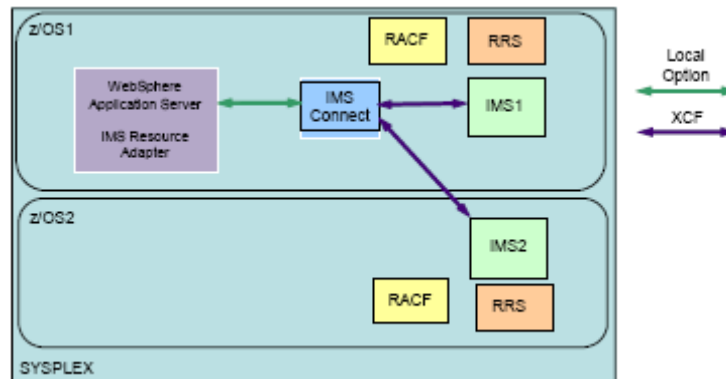 z/OS1
RACF
RRS
WebSphere
Application Server
IMS Resource
Adapter
IMS
Connect
IMS1
Local
Option
XCF
z/OS2
IMS2
RACF
RRS
SYSPLEX